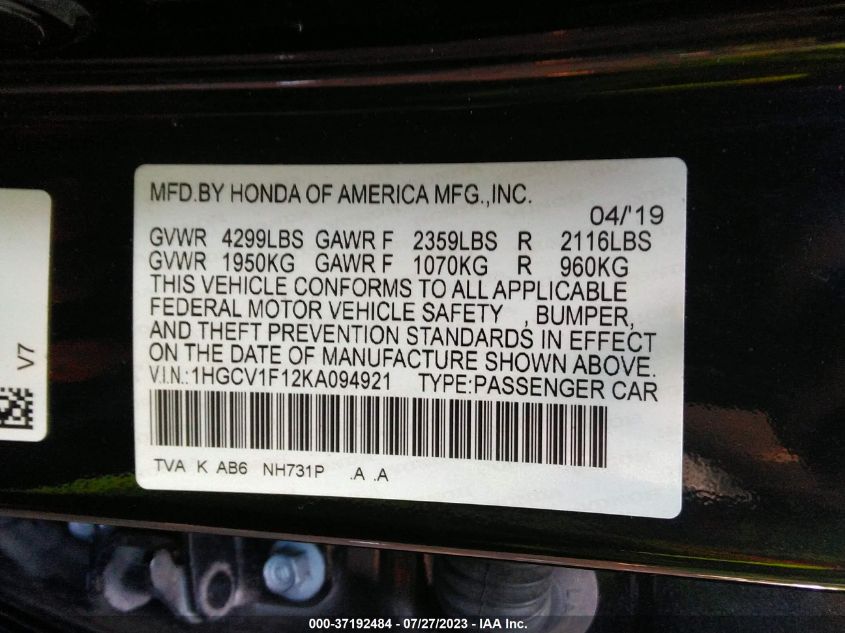 MFD.BY HONDA OF AMERICA MFG.,INC.
04/'19
GVWR 4299LBS GAWR F 2359LBS R 2116LBS
GVWR 1950KG GAWR F 1070KG R 960KG
THIS VEHICLE CONFORMS TO ALL APPLICABLE
FEDERAL MOTOR VEHICLE SAFETY , BUMPER,
AND THEFT PREVENTION STANDARDS IN EFFECT
ON THE DATE OF MANUFACTURE SHOWN ABOVE.
V.I.N.:1HGCV1F12KA094921 TYPE:PASSENGER CAR
TVA K AB6 NH731P .A .A
V7
000-37192484 / 07/27/2023 - IAA Inc.